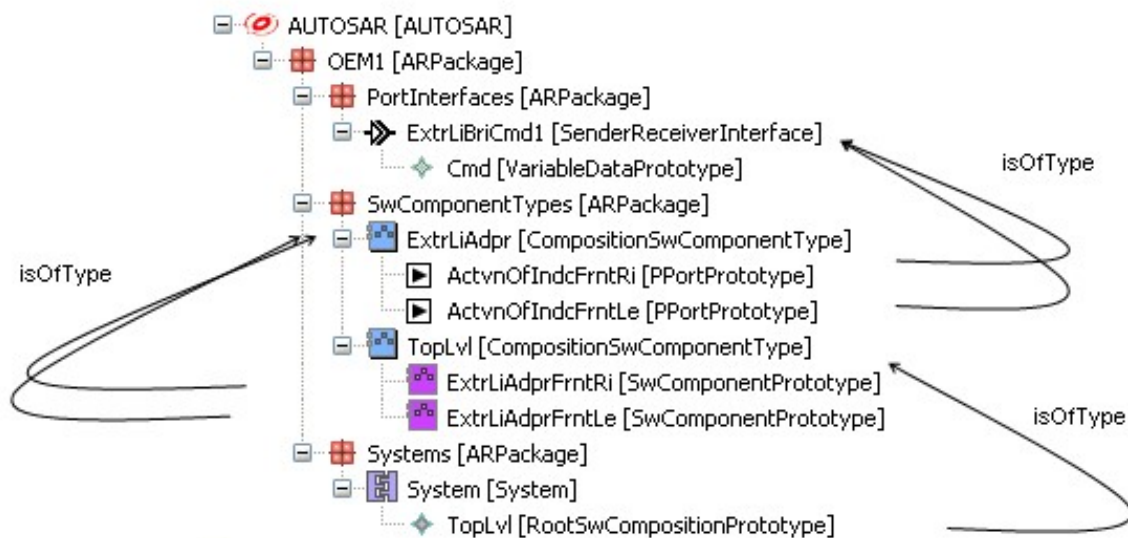 AUTOSAR [AUTOSAR]
OEM1 [ARPackage]
PortInterfaces [ARPackage]
ExtrLiBriCmd1 [SenderReceiverInterface]
isOfType
Cmd [VariableDataPrototype]
SwComponentTypes [ARPackage]
ExtrLiAdpr [CompositionSwComponentType]
isOfType
ActvnOfIndcFrntRi [PPortPrototype]
ActvnOfIndcFrntLe [PPortPrototype]
TopLvl [CompositionSwComponentType]
ExtrLiAdprFrntRi [SwComponentPrototype]
ExtrLiAdprFrntLe [SwComponentPrototype]
isOfType
Systems [ARPackage]
System [System]
TopLvl [RootSwCompositionPrototype]